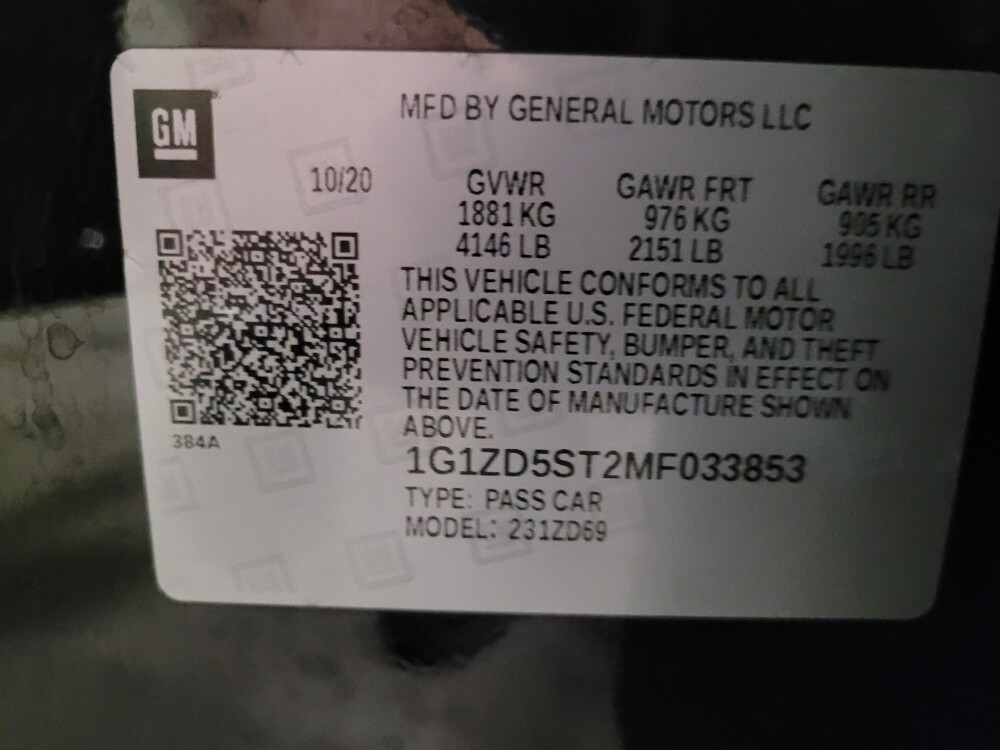 GM
MFD BY GENERAL MOTORS LLC
10/20
GVWR GAWR FRT GAWR RR
1881 KG 976 KG 905 KG
4146 LB 2151 LB 1996 LB
THIS VEHICLE CONFORMS TO ALL
APPLICABLE U.S. FEDERAL MOTOR
VEHICLE SAFETY, BUMPER, AND THEFT
PREVENTION STANDARDS IN EFFECT ON
THE DATE OF MANUFACTURE SHOWN
ABOVE.
384A
1G1ZD5ST2MF033853
TYPE: PASS CAR
MODEL: 231ZD69